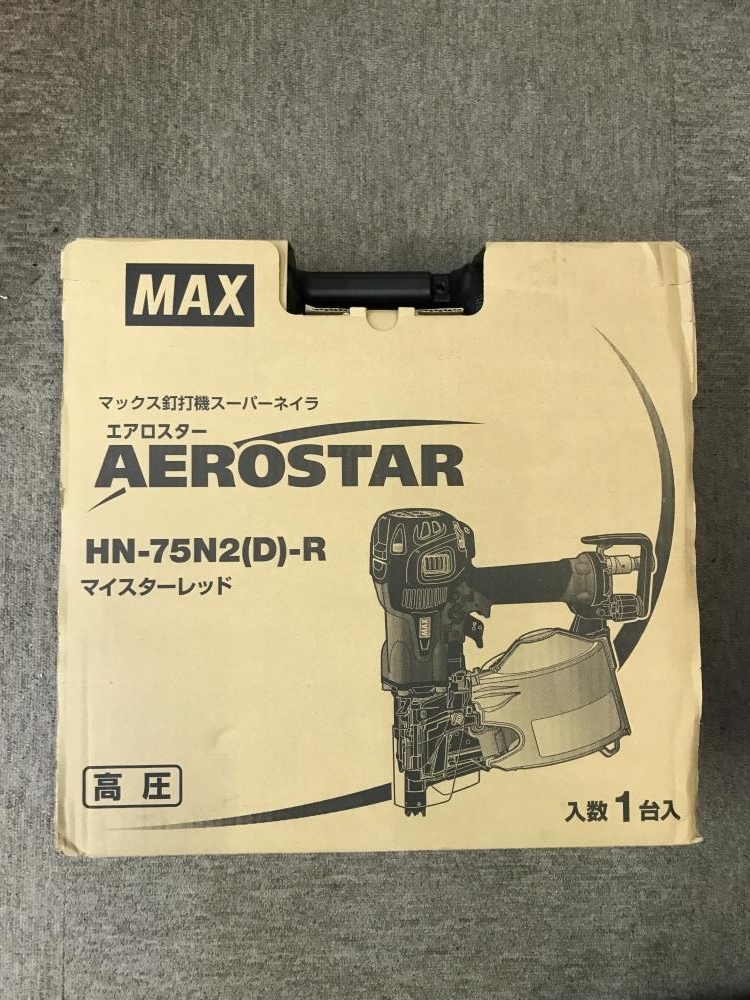 MAX
マックス釘打機スーパーネイラ
エアロスター
AEROSTAR
HN-75N2(D)-R
マイスターレッド
MAX
高圧
入数1台入